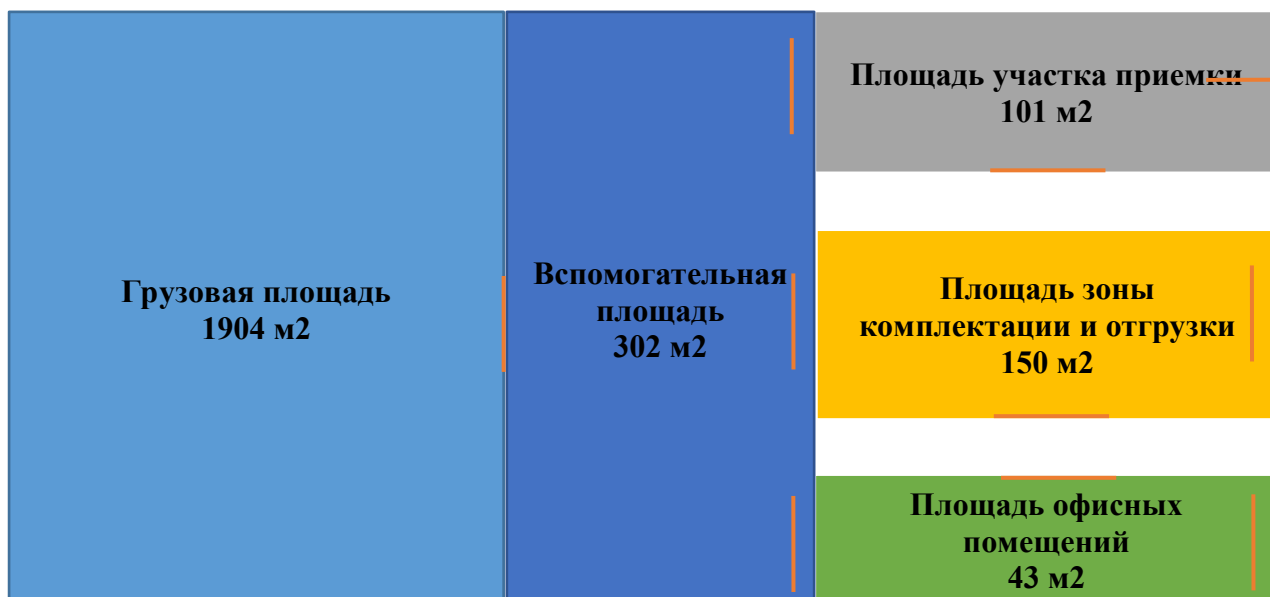 Грузовая площадь
1904 м2
Вспомогательная
площадь
302 м2
Площадь участка приемки
101 м2
Площадь зоны
комплектации и отгрузки
150 м2
Площадь офисных
помещений
43 м2